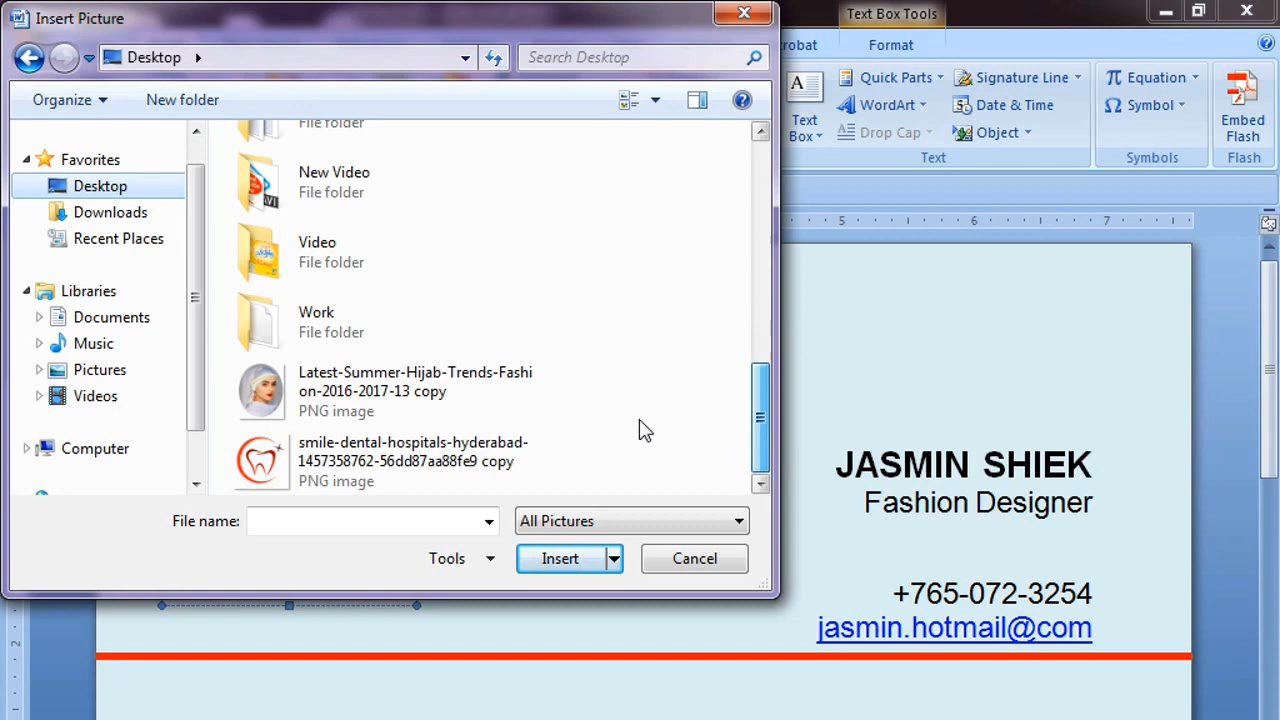 Insert Picture
Text Box Tools
Desktop
Search Desktop
Format
Organize
New folder
Quick Parts
Signature Line
Equation
A
Text
Box
WordArt
Date & Time
Symbol
Embed
Flash
Drop Cap
Object
Text
Symbols
Flash
File folder
Favorites
Desktop
Downloads
Recent Places
Libraries
Documents
Music
Pictures
Videos
Computer
New Video
File folder
Video
File folder
Work
File folder
Latest-Summer-Hijab-Trends-Fashi
on-2016-2017-13 copy
PNG image
smile-dental-hospitals-hyderabad-
1457358762-56dd87aa88fe9 copy
PNG image
File name:
All Pictures
Tools
Insert
Cancel
5
6
7
2
JASMIN SHIEK
Fashion Designer
+765-072-3254
jasmin.hotmail@com